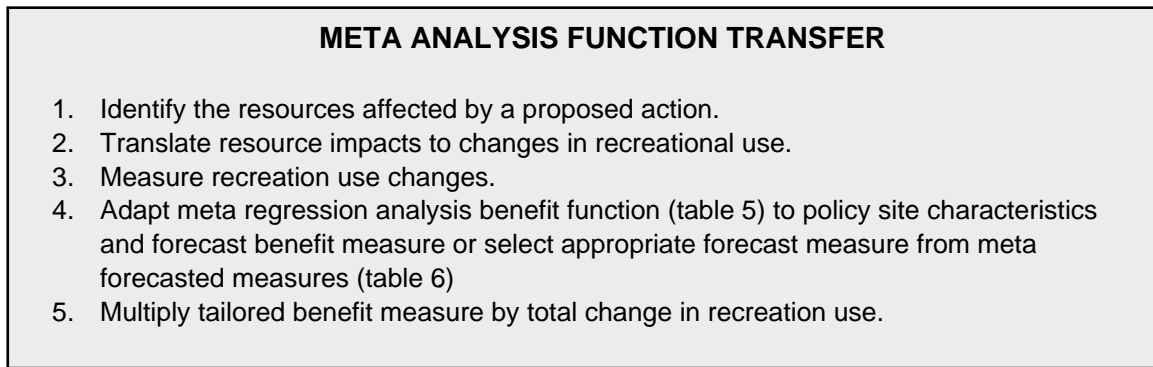 META ANALYSIS FUNCTION TRANSFER
1. Identify the resources affected by a proposed action.
2. Translate resource impacts to changes in recreational use.
3. Measure recreation use changes.
4. Adapt meta regression analysis benefit function (table 5) to policy site characteristics
and forecast benefit measure or select appropriate forecast measure from meta
forecasted measures (table 6)
5. Multiply tailored benefit measure by total change in recreation use.